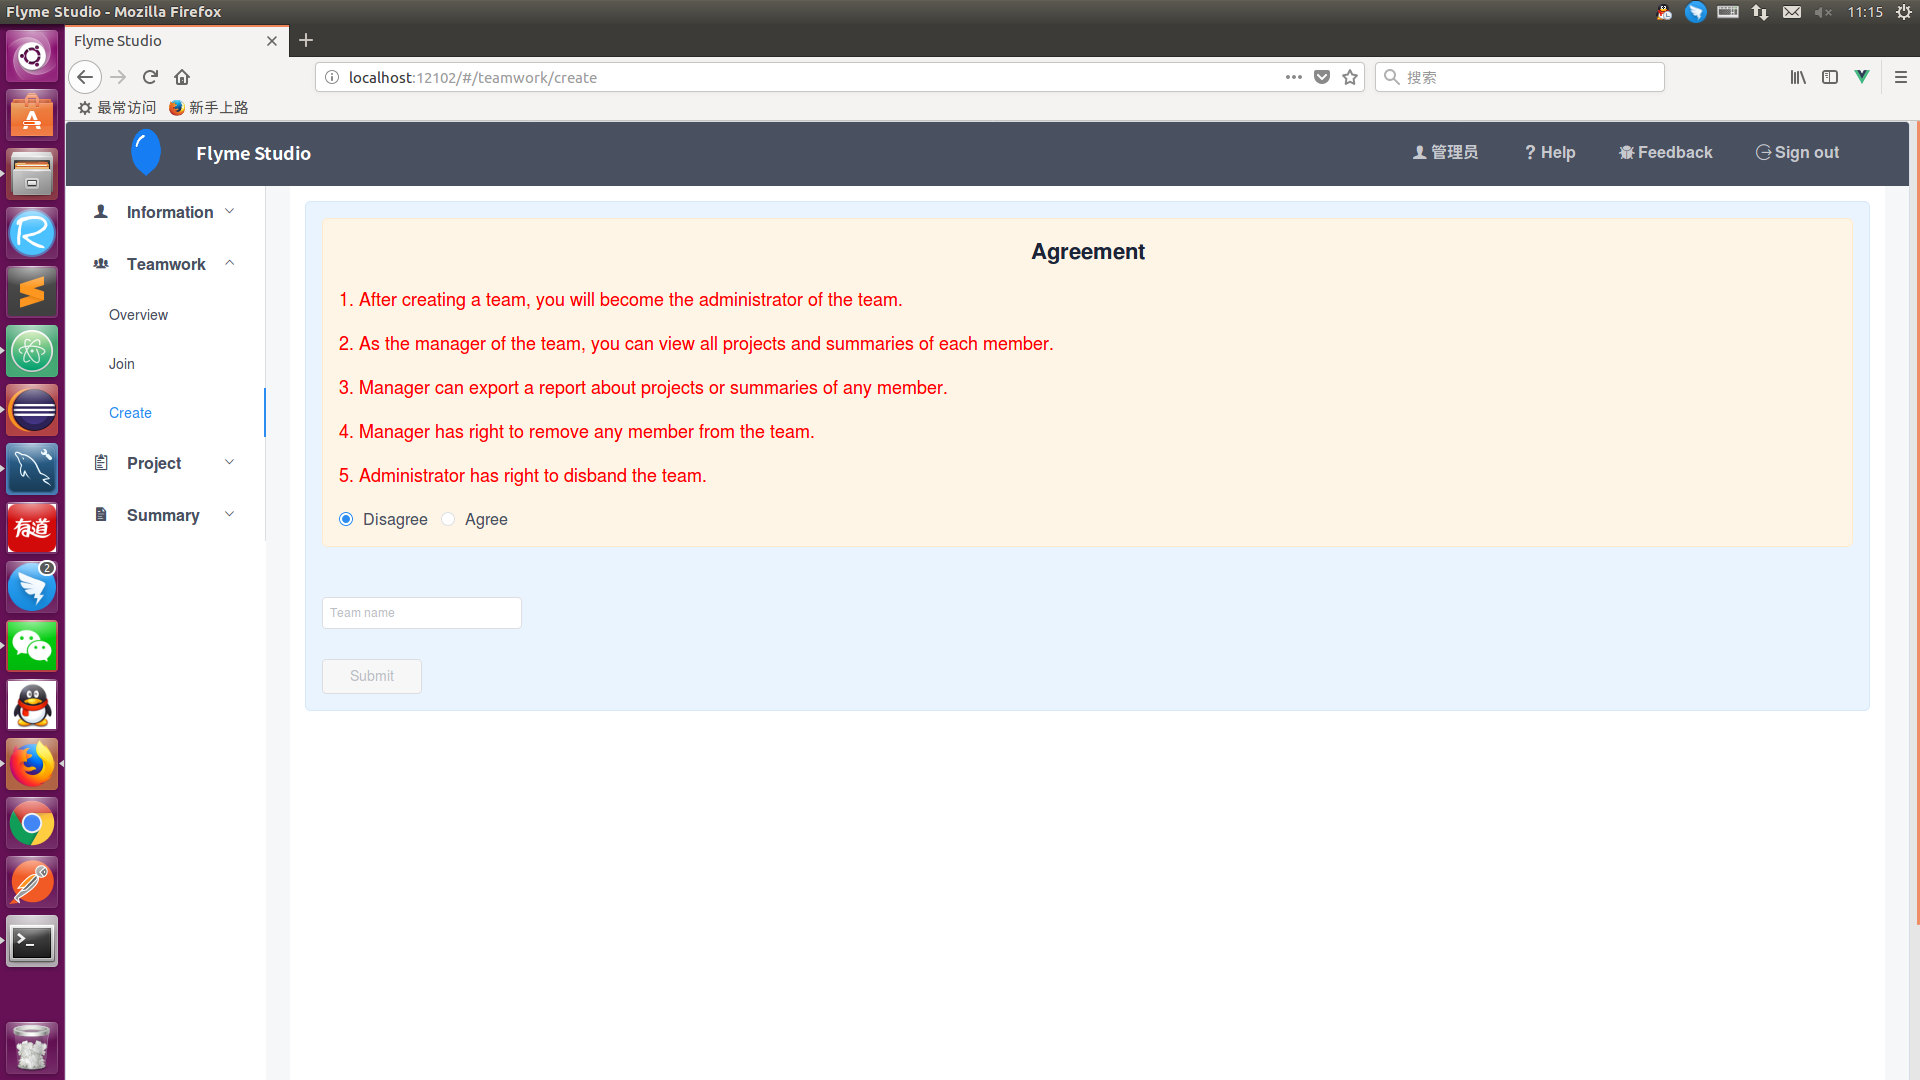 Flyme Studio - Mozilla Firefox
11:15
Flyme Studio
localhost:12102/#/teamwork/create
搜索
最常访问
新手上路
Flyme Studio
管理员
? Help
Feedback
Sign out
Information
Teamwork
Overview
Join
Create
Project
Summary
Agreement
1. After creating a team, you will become the administrator of the team.
2. As the manager of the team, you can view all projects and summaries of each member.
3. Manager can export a report about projects or summaries of any member.
4. Manager has right to remove any member from the team.
5. Administrator has right to disband the team.
Disagree Agree
Team name
Submit
有道
2